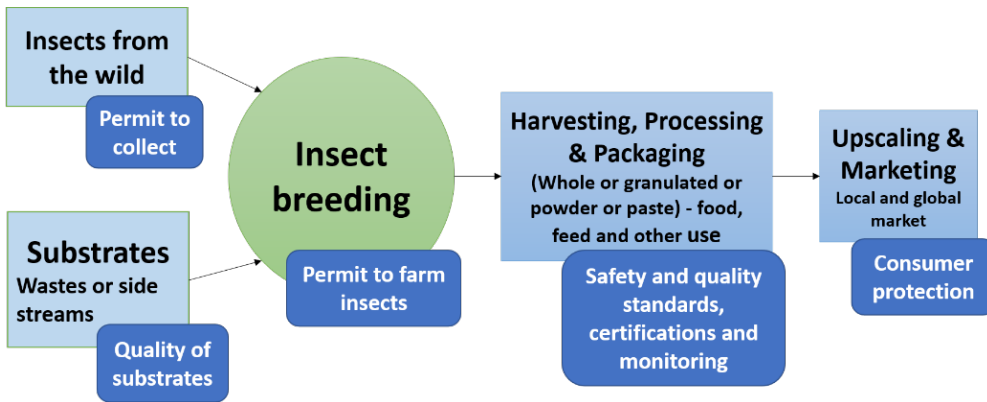 Insects from
the wild
Permit to
collect
Substrates
Wastes or side
streams
Quality of
substrates
Insect
breeding
Permit to farm
insects
Harvesting, Processing
& Packaging
(Whole or granulated or
powder or paste) - food,
feed and other use
Safety and quality
standards,
certifications and
monitoring
Upscaling &
Marketing
Local and global
market
Consumer
protection